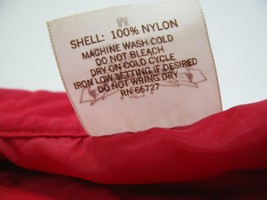 M
SHELL: 100% NYLON
MACHINE WASH COLD
DO NOT BLEACH
DRY ON COLD CYCLE
IRON LOW SETTING IF DESIRED
DO NOT WRING DRY
RN 66727